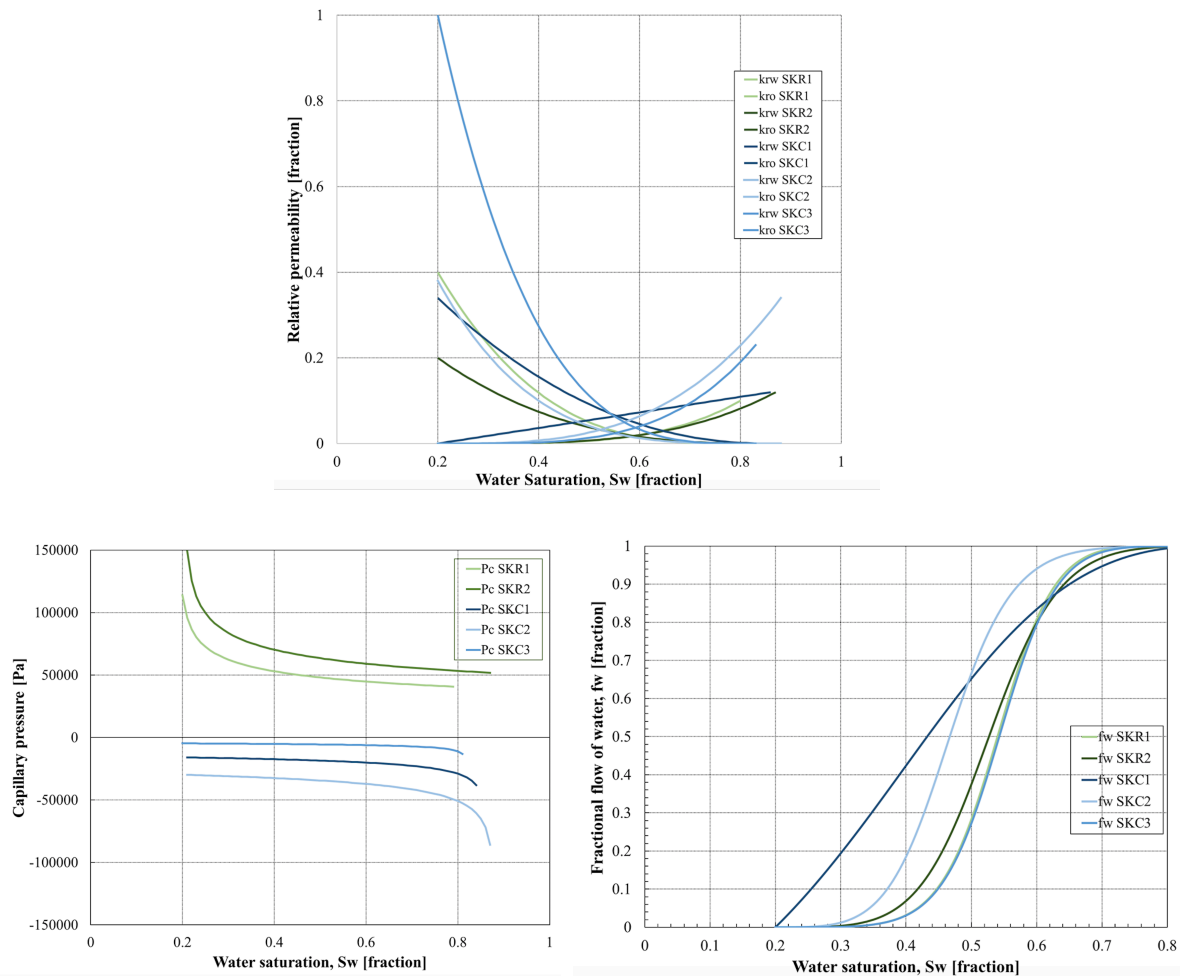 1
0.8
0.6
0.4
0.2
0
0
0.2
0.4
0.6
0.8
1
Relative permeability [fraction]
Water Saturation, Sw [fraction]
krw SKR1
kro SKR1
krw SKR2
kro SKR2
krw SKC1
kro SKC1
krw SKC2
kro SKC2
krw SKC3
kro SKC3
150000
100000
50000
0
-50000
-100000
-150000
0
0.2
0.4
0.6
0.8
1
Capillary pressure [Pa]
Water saturation, Sw [fraction]
Pc SKR1
Pc SKR2
Pc SKC1
Pc SKC2
Pc SKC3
1
0.9
0.8
0.7
0.6
0.5
0.4
0.3
0.2
0.1
0
0
0.1
0.2
0.3
0.4
0.5
0.6
0.7
0.8
Fractional flow of water, fw [fraction]
Water saturation, Sw [fraction]
fw SKR1
fw SKR2
fw SKC1
fw SKC2
fw SKC3